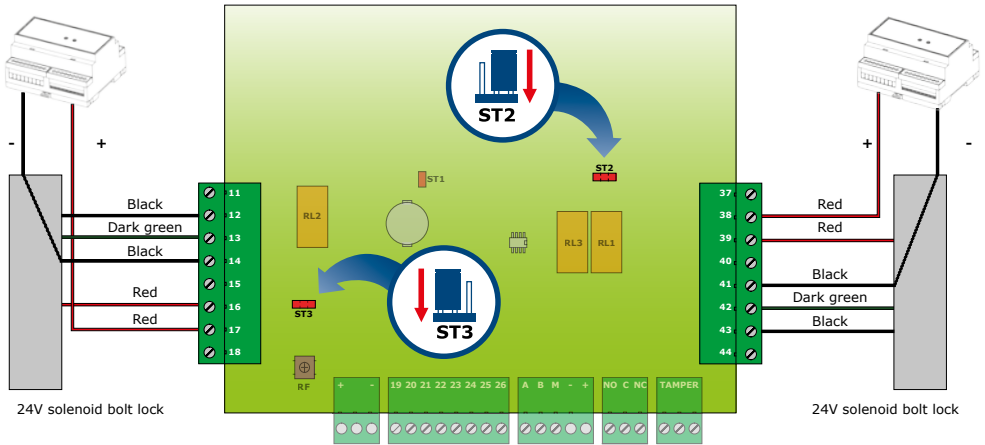 ST2
ST2
ST1
RL2
RL3 RL1
ST3
ST3
RF
- +
+ -
11
12
13
14
15
16
17
18
Black
Dark green
Black
Red
Red
37
38
39
40
41
42
43
44
Red
Red
Black
Dark green
Black
+ -
19 20 21 22 23 24 25 26
A B M - +
NO C NC
TAMPER
24V solenoid bolt lock
24V solenoid bolt lock